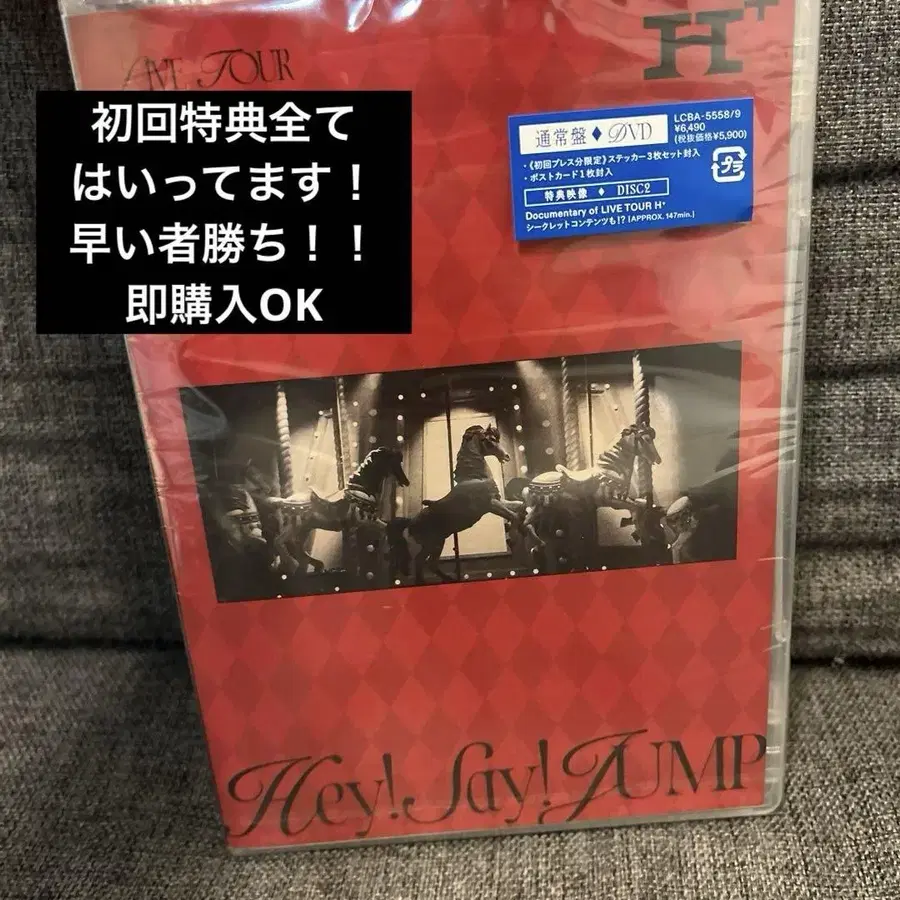 LIVE TOUR
H+
初回特典全て
はいってます！
早い者勝ち！！
即購入OK
通常盤 ♦ DVD
LCBA-5558/9
¥6,490
(税抜価格¥5,900)
・《初回プレス分限定》ステッカー3枚セット封入
・ポストカード1枚封入
プラ
特典映像 ♦ DISC2
Documentary of LIVE TOUR H+
シークレットコンテンツも!? [APPROX. 147min.]
Hey! Say! JUMP